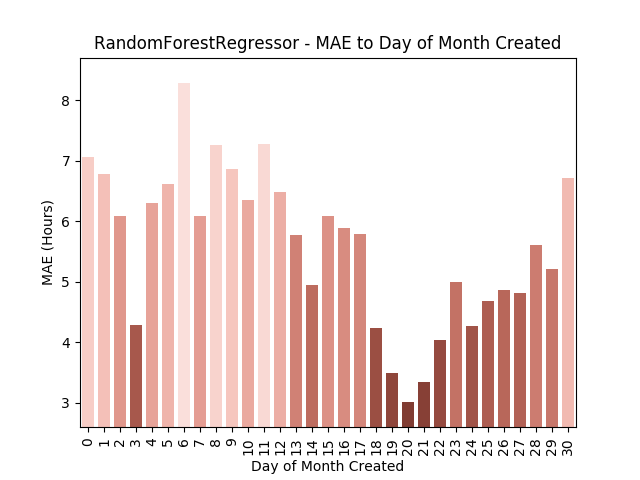 RandomForestRegressor - MAE to Day of Month Created
MAE (Hours)
8
7
6
5
4
3
0 1 2 3 4 5 6 7 8 9 10 11 12 13 14 15 16 17 18 19 20 21 22 23 24 25 26 27 28 29 30
Day of Month Created